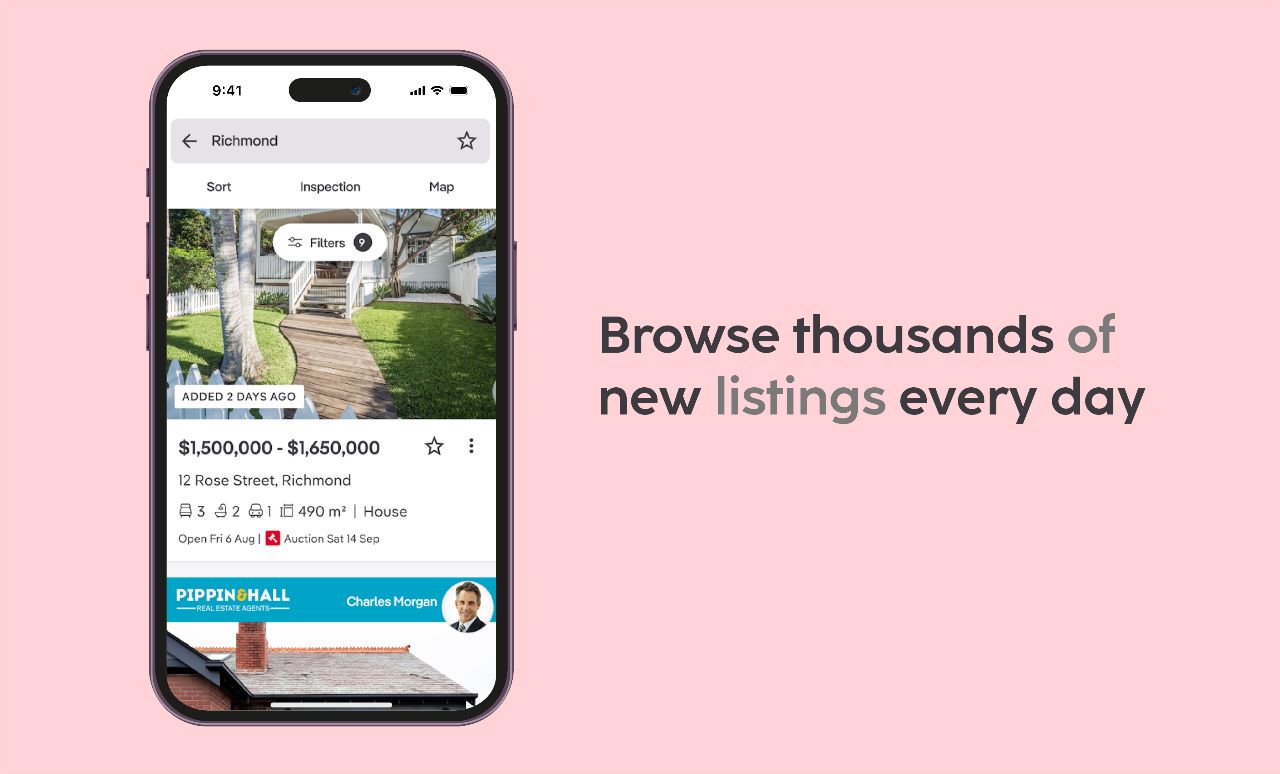 9:41
Richmond
Sort Inspection Map
Filters 9
ADDED 2 DAYS AGO
$1,500,000 - $1,650,000
12 Rose Street, Richmond
3 2 1 490 m² | House
Open Fri 6 Aug | Auction Sat 14 Sep
PIPPIN&HALL
REAL ESTATE AGENTS
Charles Morgan
Browse thousands of
new listings every day